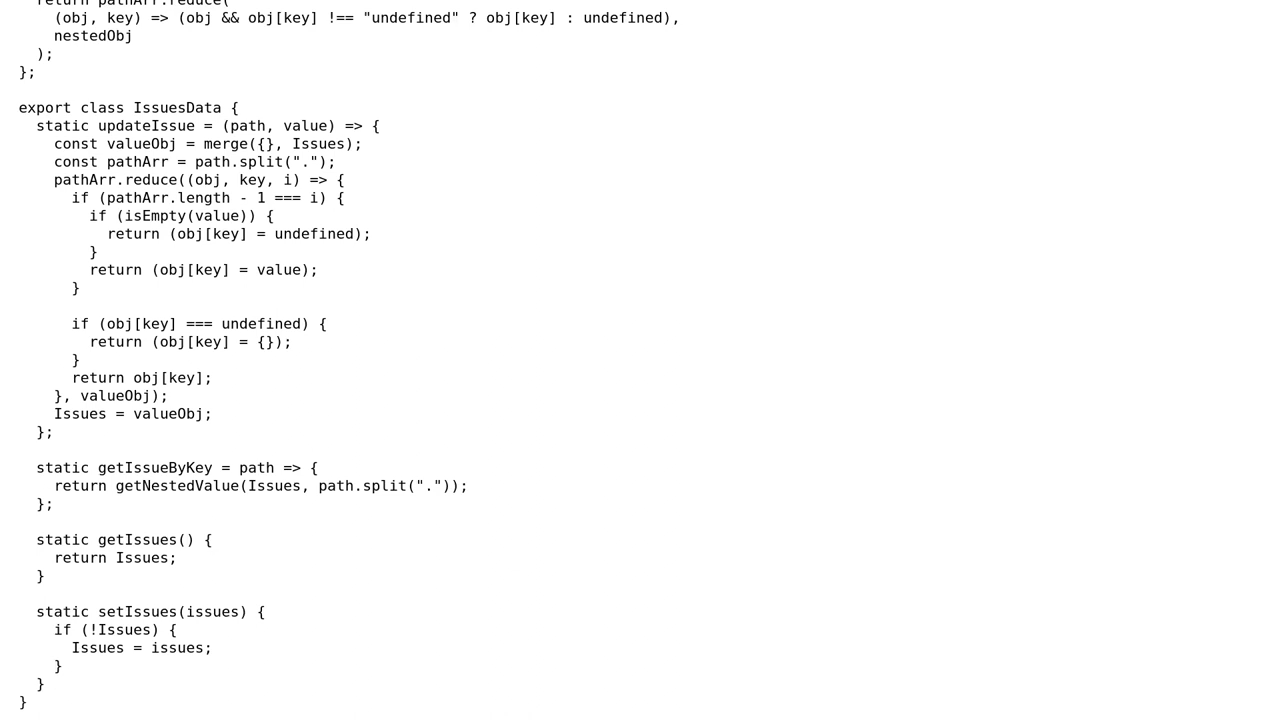 return pathArr.reduce(
(obj, key) => (obj && obj[key] !== "undefined" ? obj[key] : undefined),
nestedObj
);
};
export class IssuesData {
static updateIssue = (path, value) => {
const valueObj = merge({}, Issues);
const pathArr = path.split(".");
pathArr.reduce((obj, key, i) => {
if (pathArr.length - 1 === i) {
if (isEmpty(value)) {
return (obj[key] = undefined);
}
return (obj[key] = value);
}
if (obj[key] === undefined) {
return (obj[key] = {});
}
return obj[key];
}, valueObj);
Issues = valueObj;
};
static getIssueByKey = path => {
return getNestedValue(Issues, path.split("."));
};
static getIssues() {
return Issues;
}
static setIssues(issues) {
if (!Issues) {
Issues = issues;
}
}
}